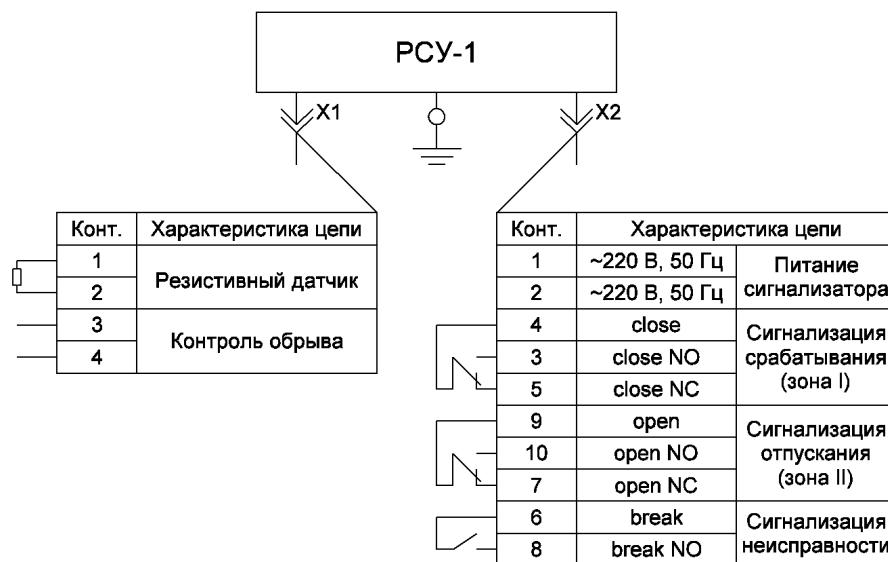 РСУ-1
X1
X2
Конт. Характеристика цепи
1
2
Резистивный датчик
3
4
Контроль обрыва
Конт. Характеристика цепи
1 ~220 В, 50 Гц
2 ~220 В, 50 Гц
Питание
сигнализатора
4 close
3 close NO
5 close NC
Сигнализация
срабатывания
(зона I)
9 open
10 open NO
7 open NC
Сигнализация
отпускания
(зона II)
6 break
8 break NO
Сигнализация
неисправности